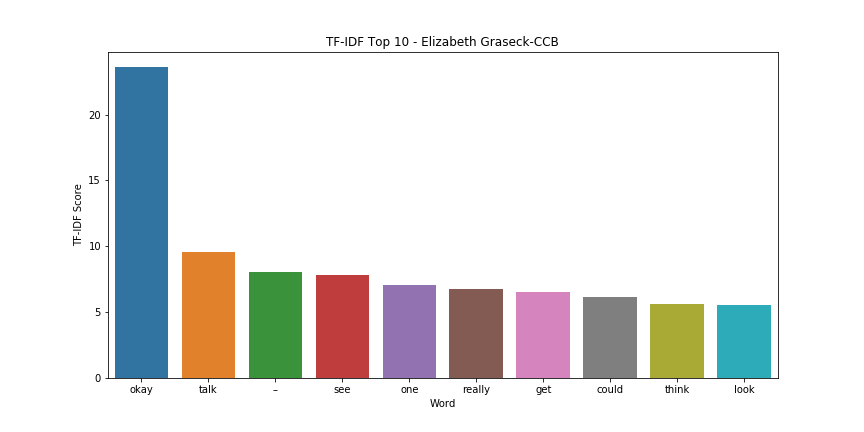 TF-IDF Top 10 - Elizabeth Graseck-CCB
TF-IDF Score
20
15
10
5
0
okay talk – see one really get could think look
Word